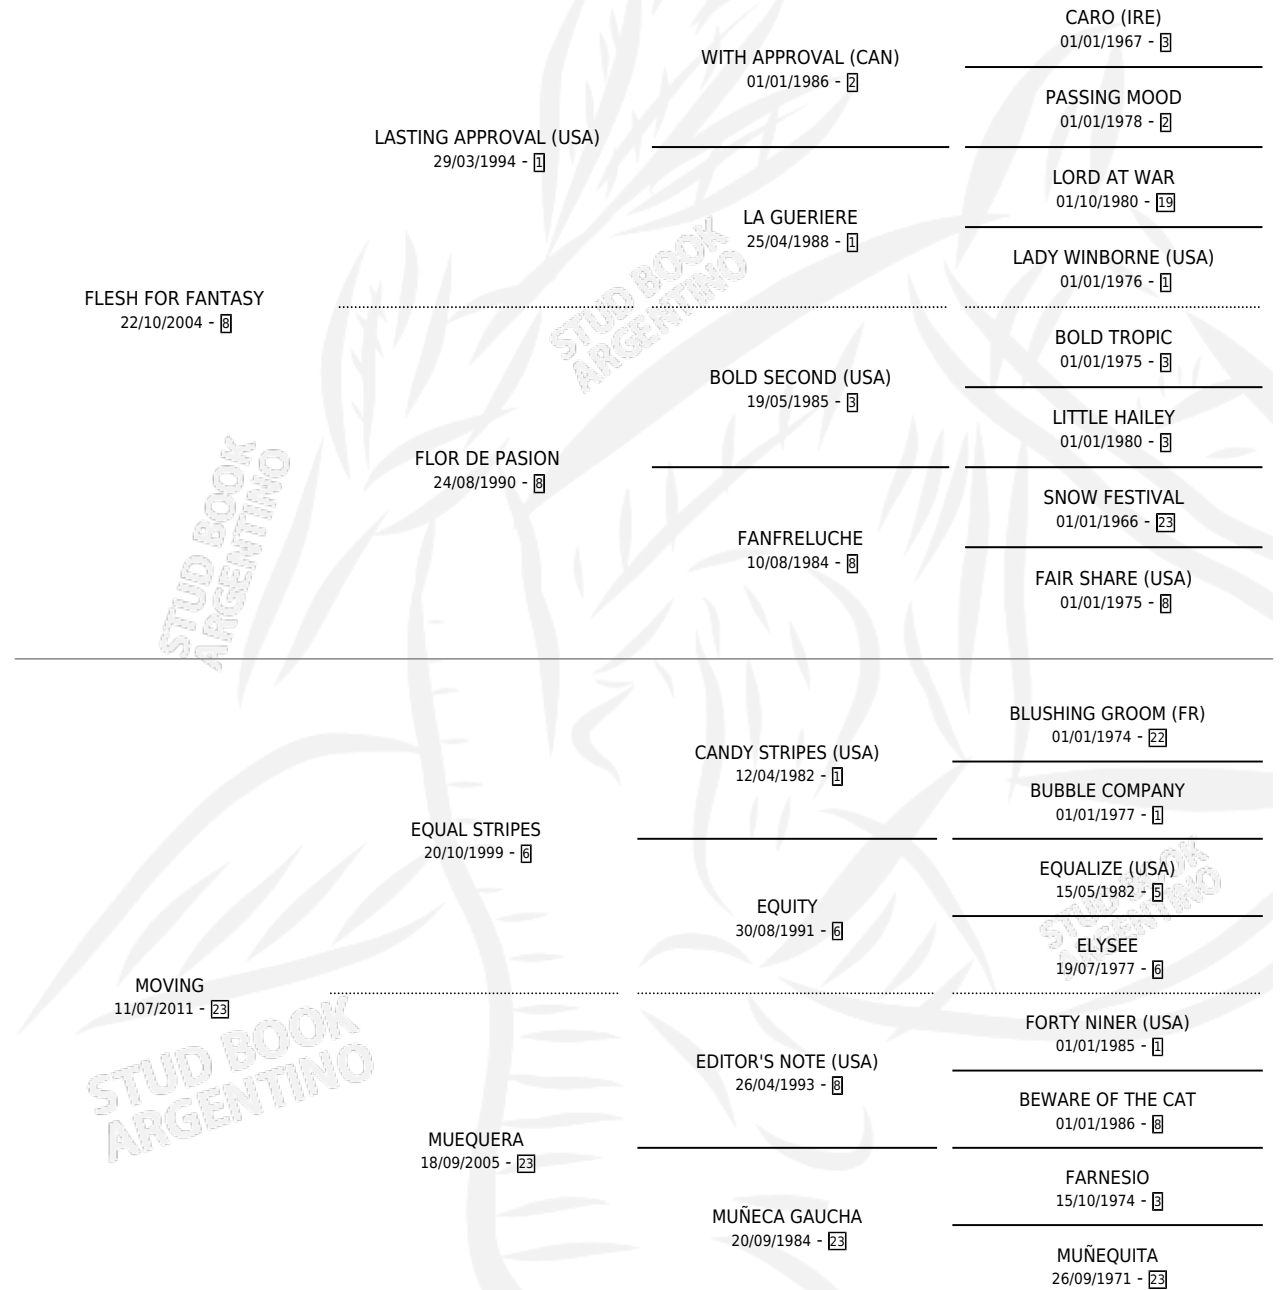 CARO (IRE)
01/01/1967 - 3
WITH APPROVAL (CAN)
01/01/1986 - 2
PASSING MOOD
01/01/1978 - 2
LASTING APPROVAL (USA)
29/03/1994 - 1
LORD AT WAR
01/10/1980 - 19
LA GUERIERE
25/04/1988 - 1
LADY WINBORNE (USA)
01/01/1976 - 1
FLESH FOR FANTASY
22/10/2004 - 8
STUD BOOK
ARGENTINO
BOLD TROPIC
01/01/1975 - 3
BOLD SECOND (USA)
19/05/1985 - 3
LITTLE HAILEY
01/01/1980 - 3
FLOR DE PASION
24/08/1990 - 8
SNOW FESTIVAL
01/01/1966 - 23
FANFRELUCHE
10/08/1984 - 8
FAIR SHARE (USA)
01/01/1975 - 8
STUD BOOK
ARGENTINO
BLUSHING GROOM (FR)
01/01/1974 - 22
CANDY STRIPES (USA)
12/04/1982 - 1
BUBBLE COMPANY
01/01/1977 - 1
EQUAL STRIPES
20/10/1999 - 6
EQUALIZE (USA)
15/05/1982 - 5
EQUITY
30/08/1991 - 6
ELYSEE
19/07/1977 - 6
STUD BOOK
ARGENTINO
MOVING
11/07/2011 - 23
FORTY NINER (USA)
01/01/1985 - 1
EDITOR'S NOTE (USA)
26/04/1993 - 8
BEWARE OF THE CAT
01/01/1986 - 8
STUD BOOK
ARGENTINO
MUEQUERA
18/09/2005 - 23
FARNESIO
15/10/1974 - 3
MUÑECA GAUCHA
20/09/1984 - 23
MUÑEQUITA
26/09/1971 - 23